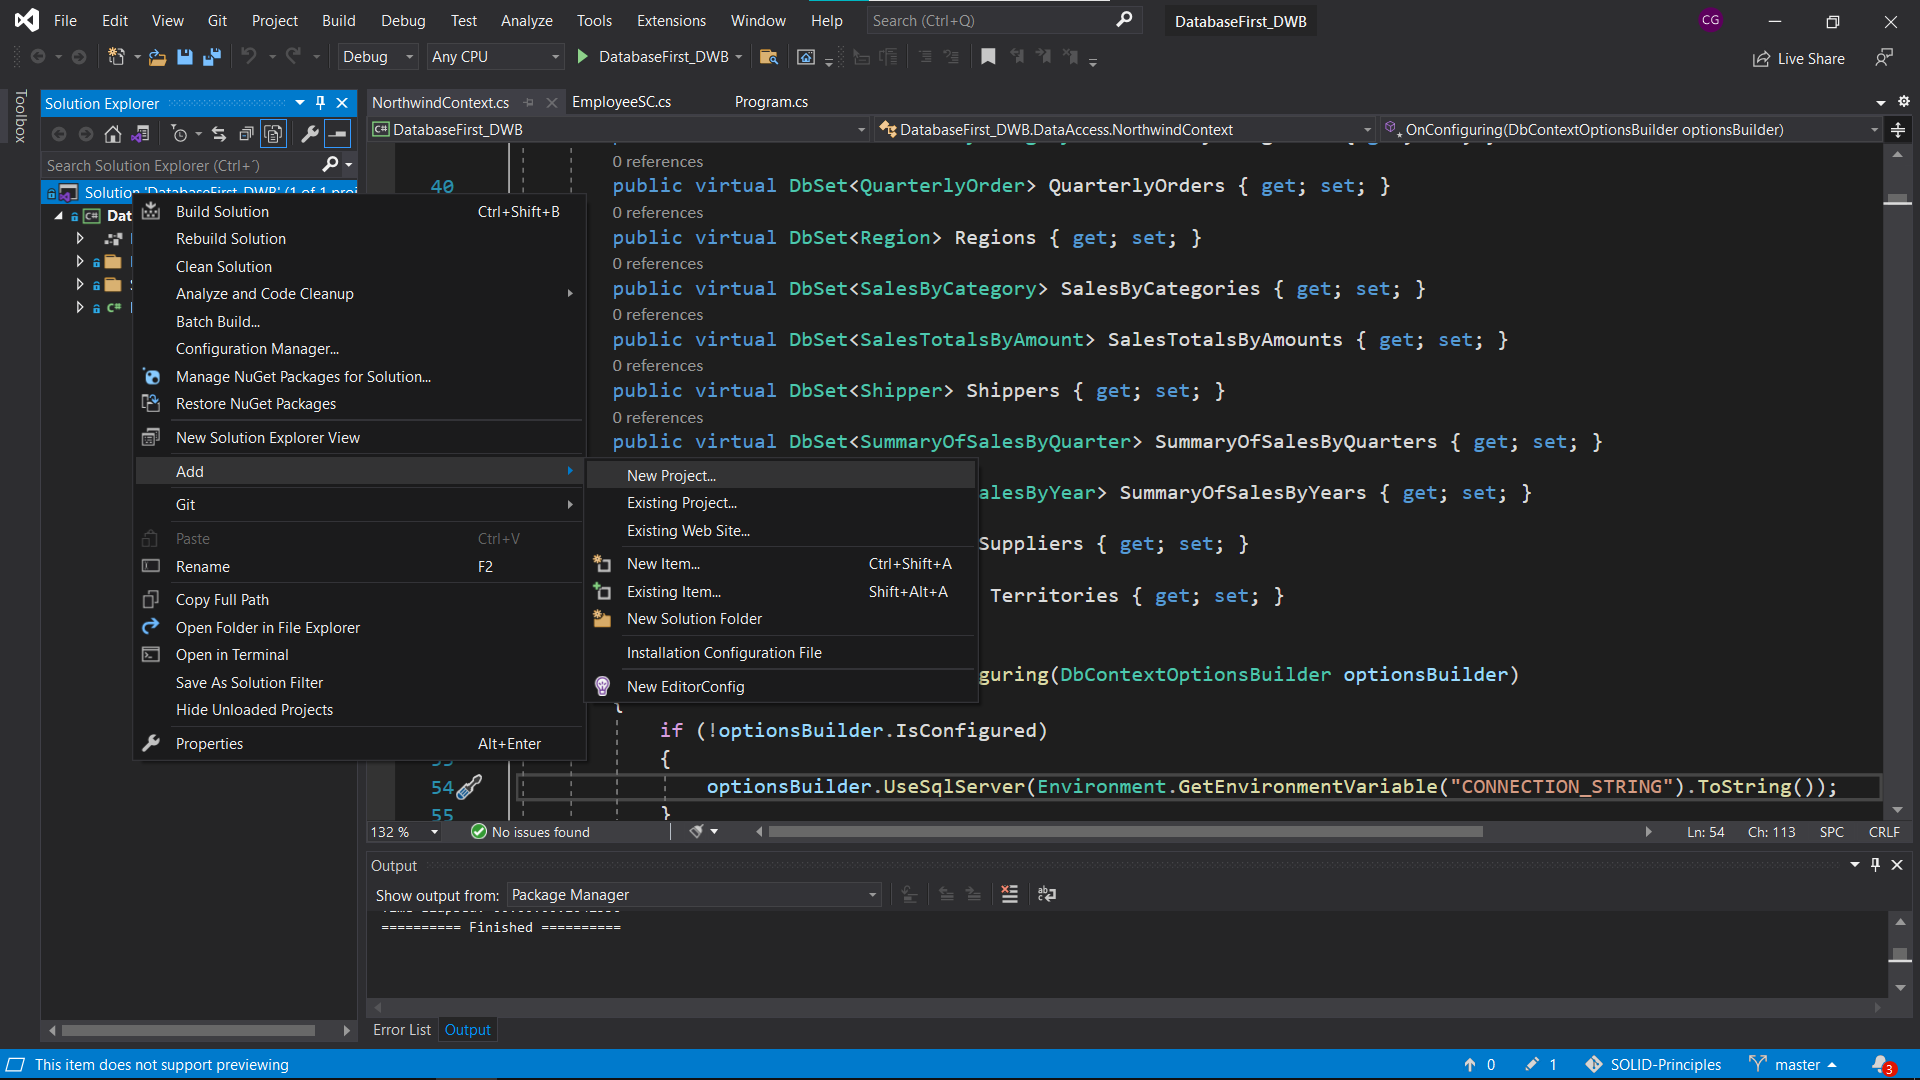 File Edit View Git Project Build Debug Test Analyze Tools Extensions Window Help Search (Ctrl+Q) DatabaseFirst_DWB CG
Debug Any CPU DatabaseFirst_DWB Live Share
Toolbox
Solution Explorer
Search Solution Explorer (Ctrl+´)
Solution 'DatabaseFirst_DWB' (1 of 1 proj
Dat
Build Solution Ctrl+Shift+B
Rebuild Solution
Clean Solution
Analyze and Code Cleanup
Batch Build...
Configuration Manager...
Manage NuGet Packages for Solution...
Restore NuGet Packages
New Solution Explorer View
Add
Git
Paste Ctrl+V
Rename F2
Copy Full Path
Open Folder in File Explorer
Open in Terminal
Save As Solution Filter
Hide Unloaded Projects
Properties Alt+Enter
New Project...
Existing Project...
Existing Web Site...
New Item... Ctrl+Shift+A
Existing Item... Shift+Alt+A
New Solution Folder
Installation Configuration File
New EditorConfig
NorthwindContext.cs EmployeeSC.cs Program.cs
DatabaseFirst_DWB DatabaseFirst_DWB.DataAccess.NorthwindContext OnConfiguring(DbContextOptionsBuilder optionsBuilder)
0 references
40 public virtual DbSet<QuarterlyOrder> QuarterlyOrders { get; set; }
0 references
public virtual DbSet<Region> Regions { get; set; }
0 references
public virtual DbSet<SalesByCategory> SalesByCategories { get; set; }
0 references
public virtual DbSet<SalesTotalsByAmount> SalesTotalsByAmounts { get; set; }
0 references
public virtual DbSet<Shipper> Shippers { get; set; }
0 references
public virtual DbSet<SummaryOfSalesByQuarter> SummaryOfSalesByQuarters { get; set; }
alesByYear> SummaryOfSalesByYears { get; set; }
Suppliers { get; set; }
Territories { get; set; }
guring(DbContextOptionsBuilder optionsBuilder)
{
if (!optionsBuilder.IsConfigured)
53 {
54 optionsBuilder.UseSqlServer(Environment.GetEnvironmentVariable("CONNECTION_STRING").ToString());
55 }
132 % No issues found Ln: 54 Ch: 113 SPC CRLF
Output
Show output from: Package Manager
========== Finished ==========
Error List Output
This item does not support previewing 0 1 SOLID-Principles master 3